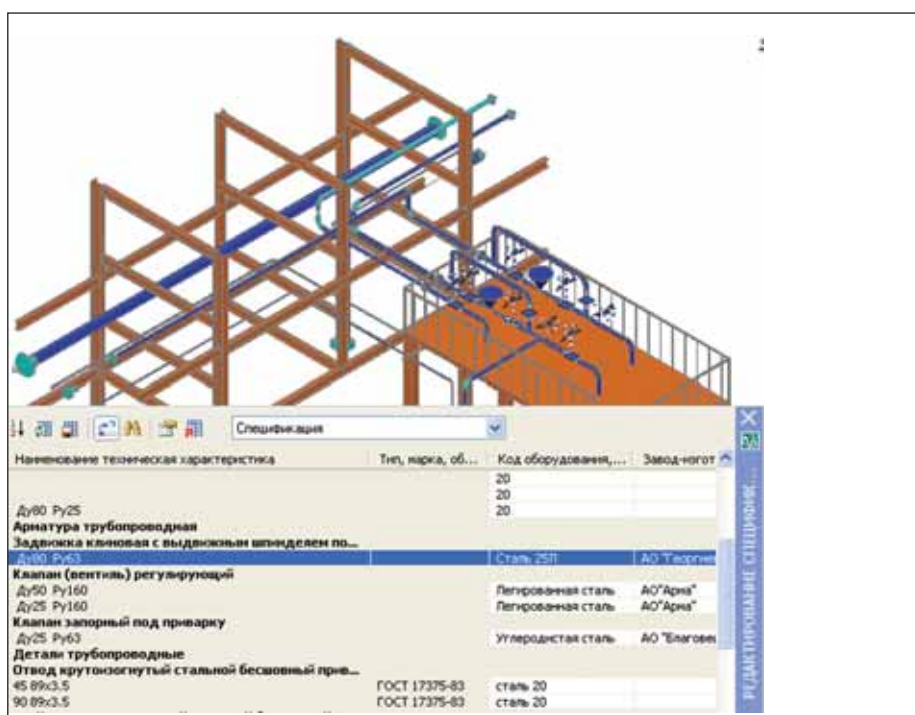 Спецификация
Наименование техническая характеристика Тип, марка, об... Код оборудования,... Завод-изгот
20
20
Ду80 Ру25 20
Арматура трубопроводная
Задвижка клиновая с выдвижным шпинделем по...
Ду80 Ру63 Сталь 25Л АО "Георгиев
Клапан (вентиль) регулирующий
Ду50 Ру160 Легированная сталь АО"Арма"
Ду25 Ру160 Легированная сталь АО"Арма"
Клапан запорный под приварку
Ду25 Ру63 Углеродистая сталь АО "Благовещ
Детали трубопроводные
Отвод крутоизогнутый стальной бесшовный прив...
45 89х3.5 ГОСТ 17375-83 сталь 20
90 89х3.5 ГОСТ 17375-83 сталь 20
РЕДАКТИРОВАНИЕ СПЕЦИФИК...